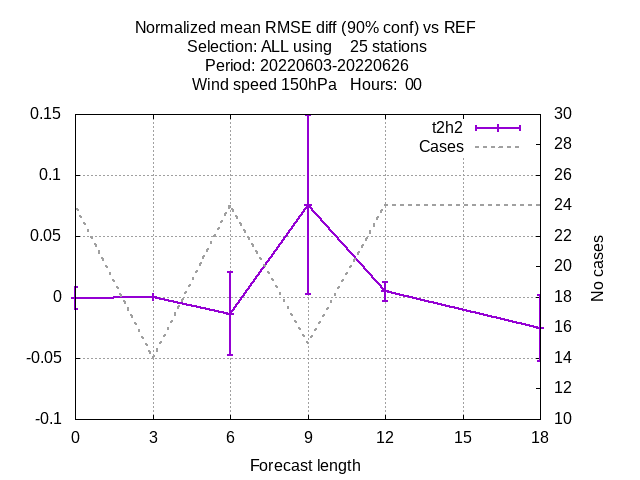 Normalized mean RMSE diff (90% conf) vs REF
Selection: ALL using    25 stations
Period: 20220603-20220626
Wind speed 150hPa   Hours:  00
t2h2
Cases
0.15
0.1
0.05
0
-0.05
-0.1
30
28
26
24
22
20
18
16
14
12
10
No cases
0 3 6 9 12 15 18
Forecast length